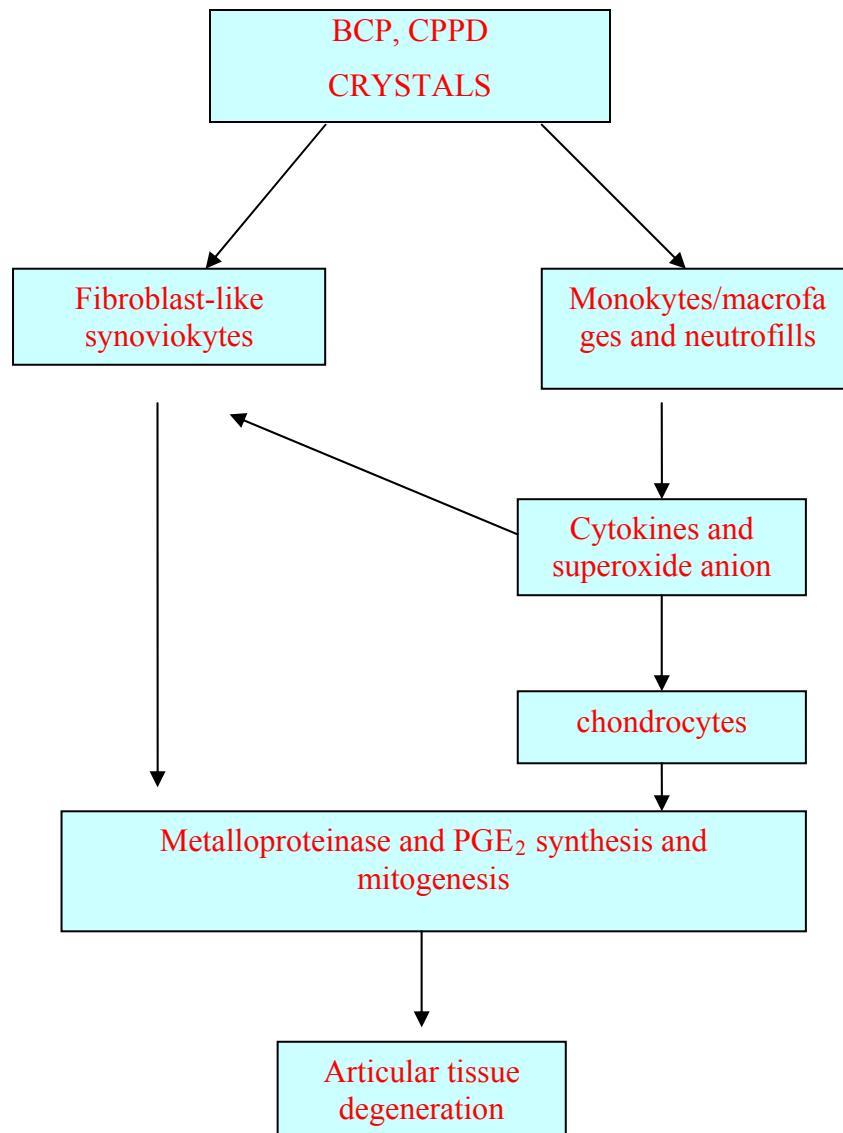 BCP, CPPD
CRYSTALS
Fibroblast-like
synoviokytes
Monokytes/macrofa
ges and neutrofills
Cytokines and
superoxide anion
chondrocytes
Metalloproteinase and PGE₂ synthesis and
mitogenesis
Articular tissue
degeneration